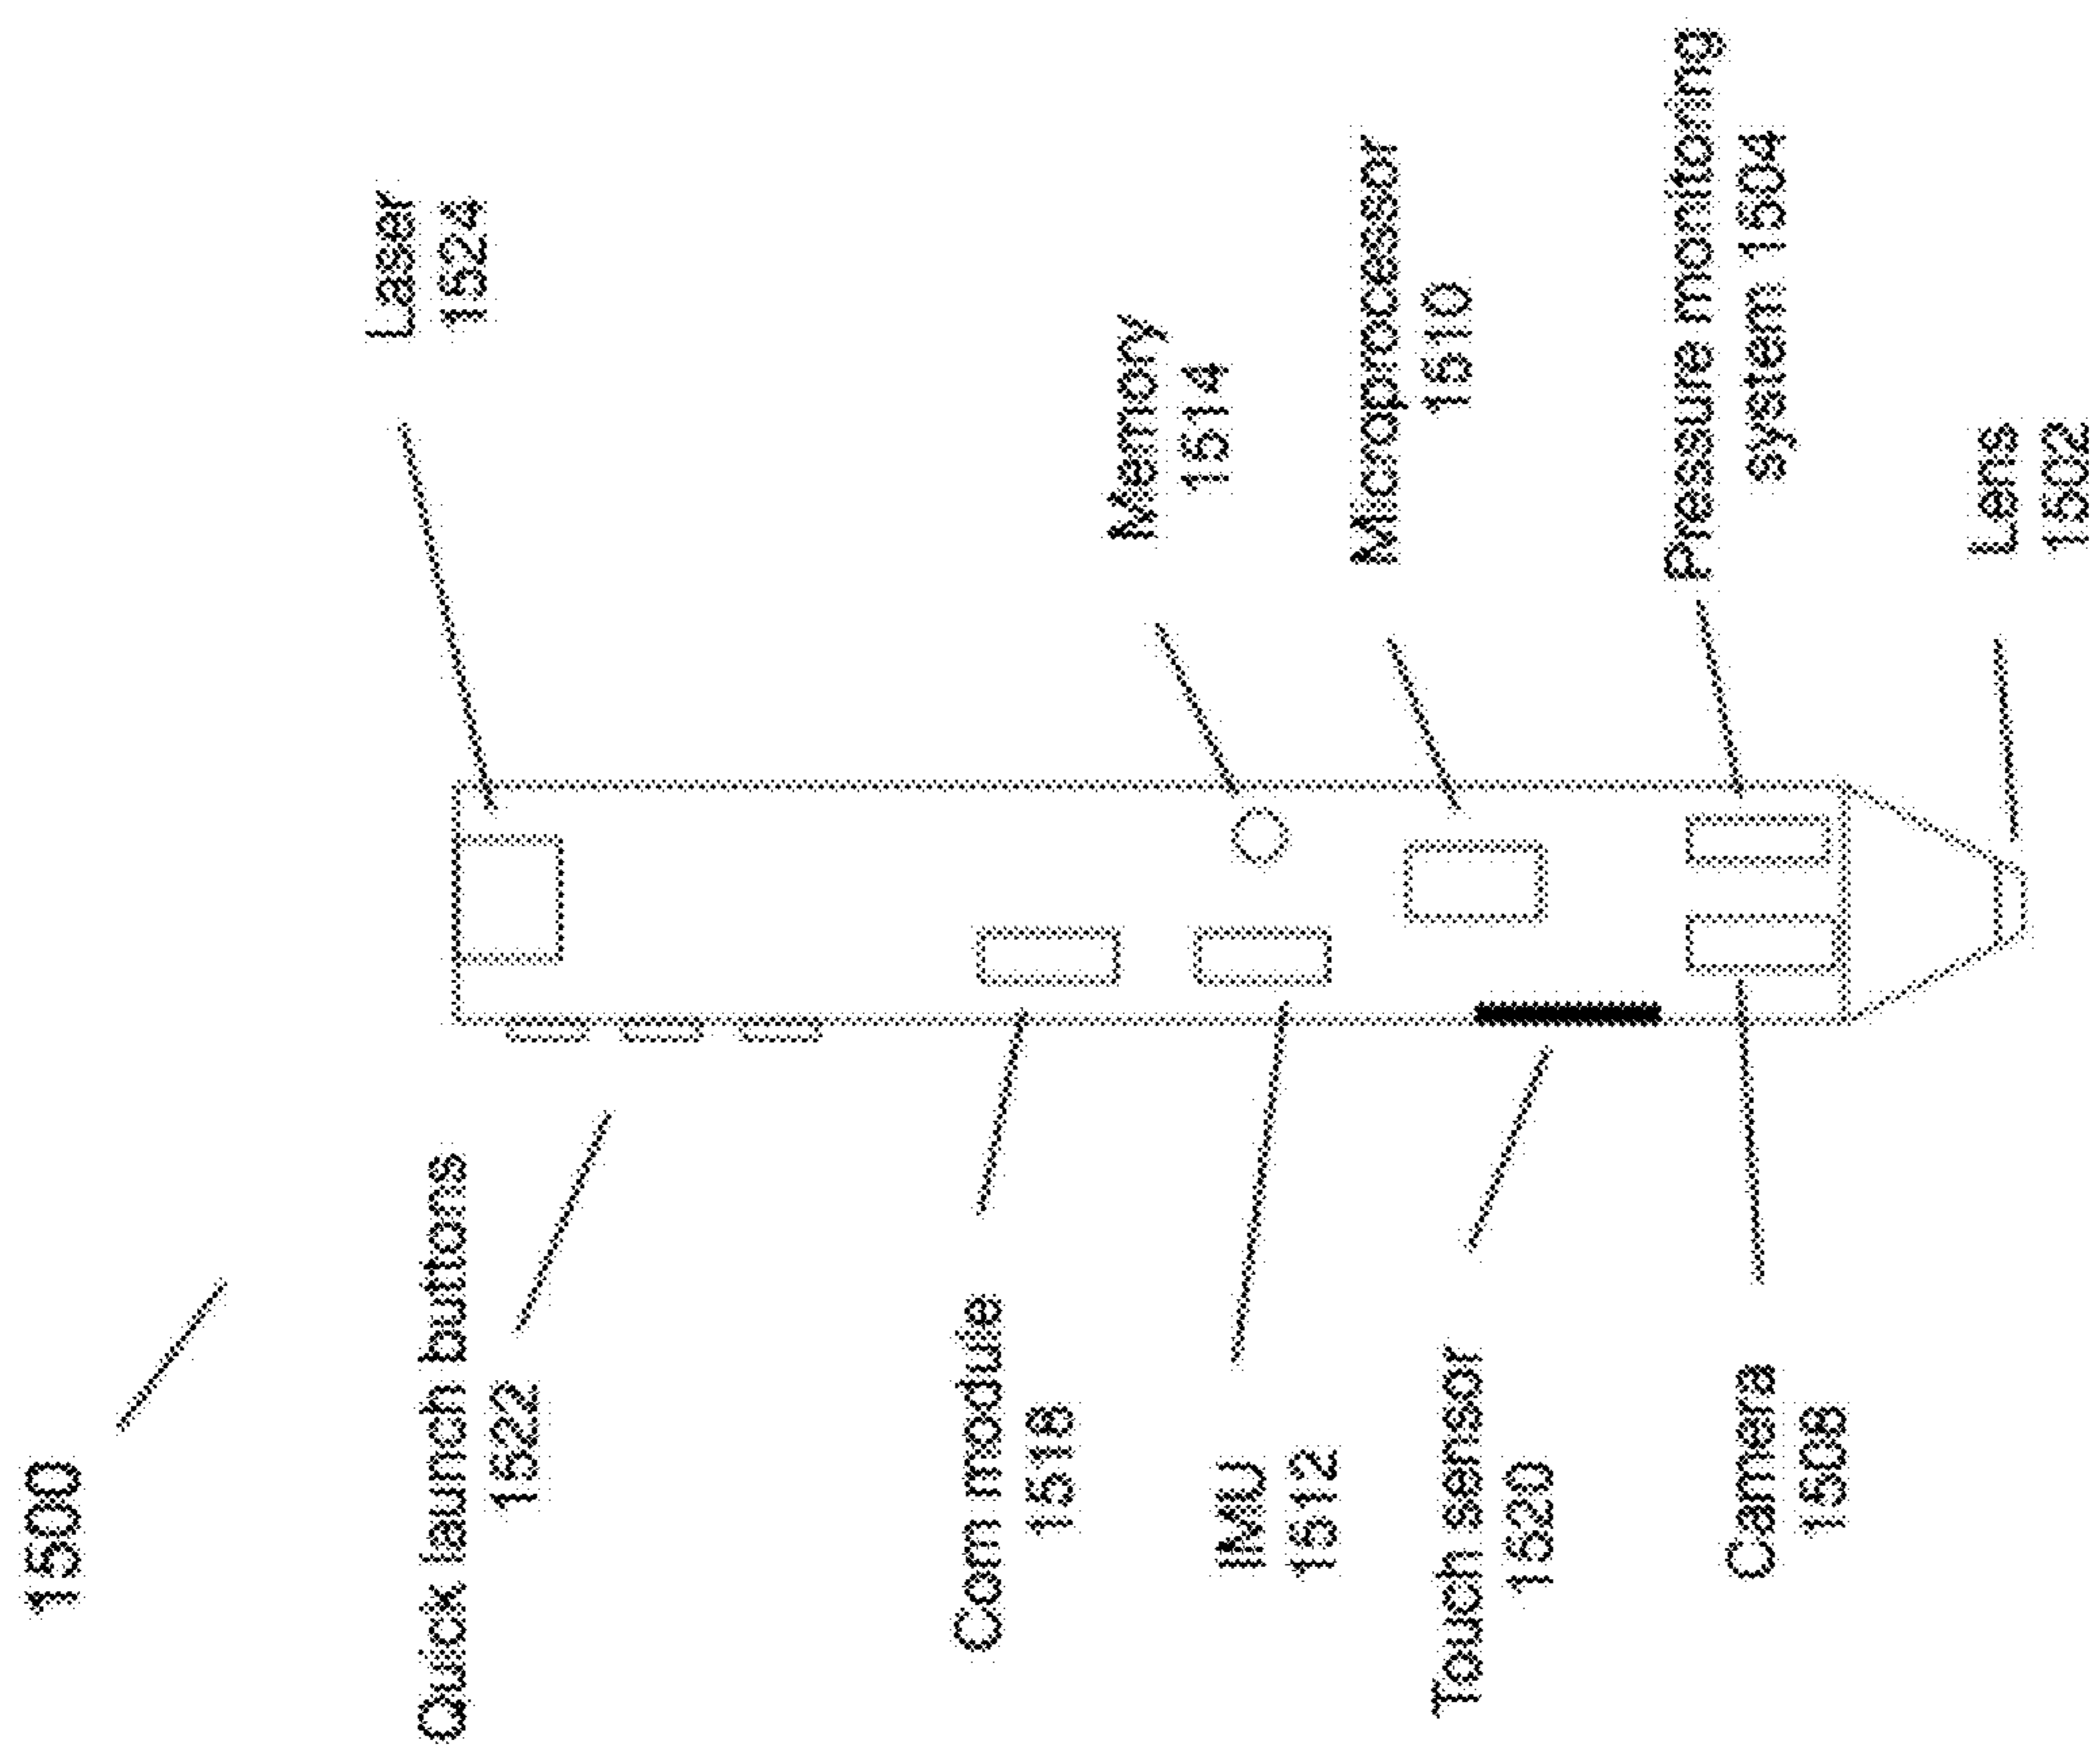 1500
Quick launch buttons
1522
Laser
1524
Com module
1518
Memory
1514
IMU
1512
Microprocessor
1510
Touch sensor
1520
Pressure monitoring
system 1504
Camera
1508
Lens
1502